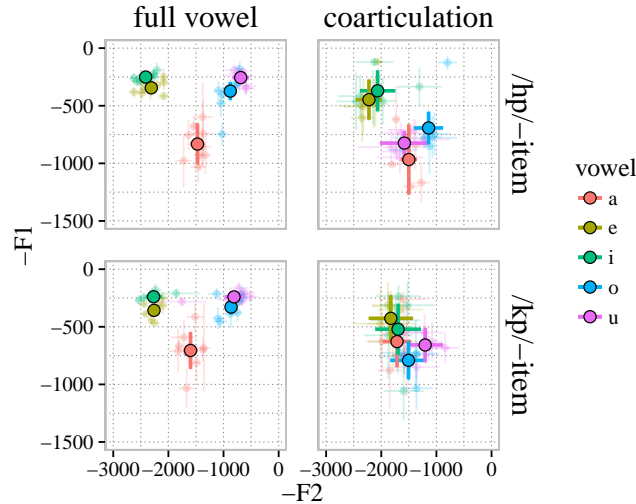 full vowel coarticulation
0
−500
−1000
−1500
/hp/−item
0
−500
−1000
−1500
/kp/−item
−3000 −2000 −1000 0 −3000 −2000 −1000 0
−F2
−F1
vowel
a
e
i
o
u